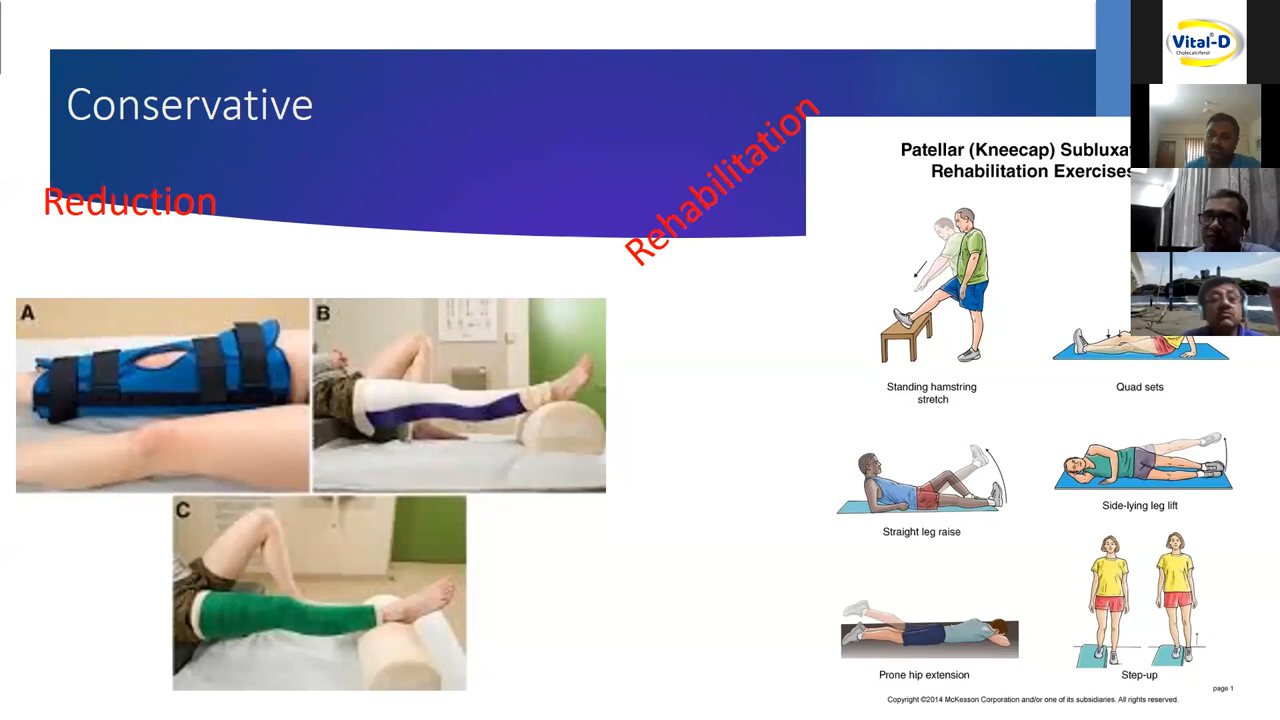 Conservative
Reduction
Rehabilitation
A
B
C
Patellar (Kneecap)
Rehabilitation Exercises
Standing hamstring
stretch
Quad sets
Straight leg raise
Side-lying leg lift
Prone hip extension
Step-up
page 1
Copyright ©2014 McKesson Corporation and/or one of its subsidiaries. All rights reserved.
Vital-D
Cholecalciferol